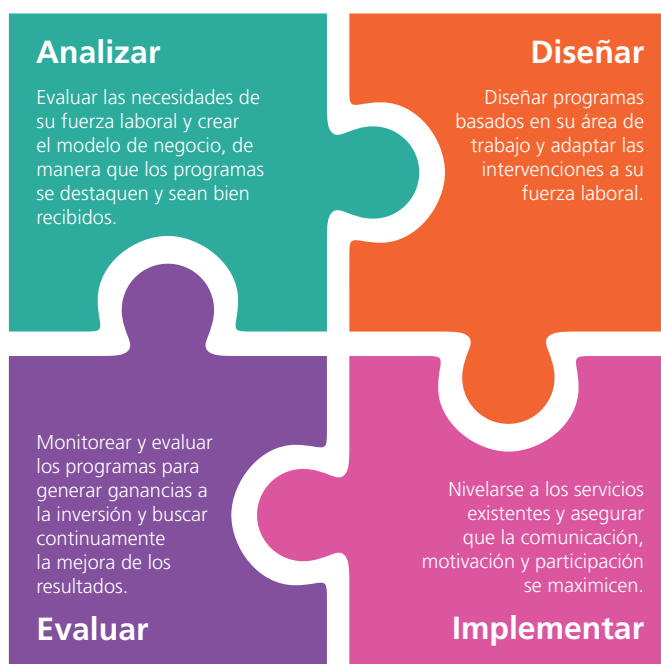 Analizar
Evaluar las necesidades de
su fuerza laboral y crear
el modelo de negocio, de
manera que los programas
se destaquen y sean bien
recibidos.
Diseñar
Diseñar programas
basados en su área de
trabajo y adaptar las
intervenciones a su
fuerza laboral.
Monitorear y evaluar
los programas para
generar ganancias a
la inversión y buscar
continuamente
la mejora de los
resultados.
Evaluar
Nivelarse a los servicios
existentes y asegurar
que la comunicación,
motivación y participación
se maximicen.
Implementar